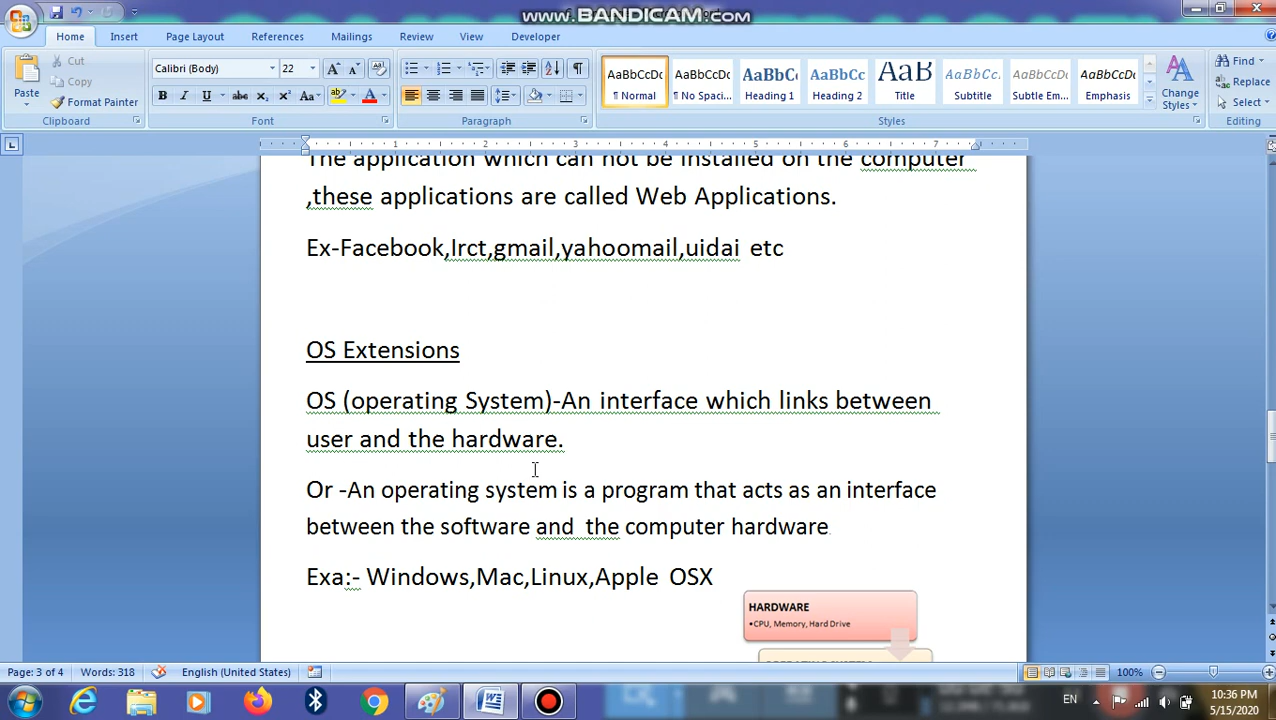 www.BANDICAM.com
Home Insert Page Layout References Mailings Review View Developer
Paste
Cut
Copy
Format Painter
Clipboard
Calibri (Body) 22
Font
Paragraph
AaBbCcDc AaBbCcDc AaBbCc AaBbCc AaB AaBbCc. AaBbCcDc AaBbCcDc
¶ Normal ¶ No Spaci... Heading 1 Heading 2 Title Subtitle Subtle Em... Emphasis
Change Styles
Styles
Find
Replace
Select
Editing
1 2 3 4 5 6 7
The application which can not be installed on the computer
,these applications are called Web Applications.
Ex-Facebook,Irct,gmail,yahoomail,uidai etc
OS Extensions
OS (operating System)-An interface which links between
user and the hardware.
Or -An operating system is a program that acts as an interface
between the software and the computer hardware.
Exa:- Windows,Mac,Linux,Apple OSX
HARDWARE
•CPU, Memory, Hard Drive
Page: 3 of 4 Words: 318 English (United States) 100%
EN 10:36 PM
5/15/2020